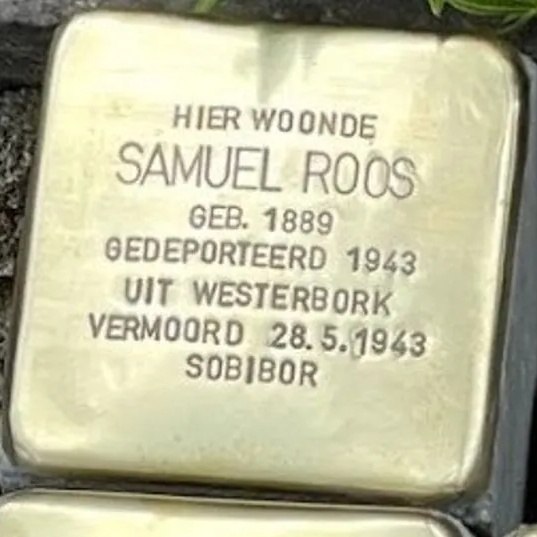 HIER WOONDE
SAMUEL ROOS
GEB. 1889
GEDEPORTEERD 1943
UIT WESTERBORK
VERMOORD 28.5.1943
SOBIBOR